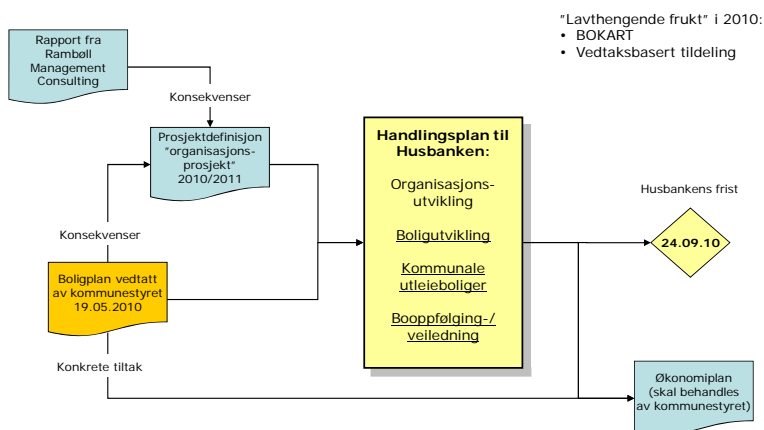 "Lavthengende frukt" i 2010:
• BOKART
• Vedtaksbasert tildeling
Rapport fra
Rambøll
Management
Consulting
Konsekvenser
Prosjektdefinisjon
"organisasjons-
prosjekt"
2010/2011
Handlingsplan til
Husbanken:
Organisasjons-
utvikling
Boligutvikling
Kommunale
utleieboliger
Booppfølging-/
veiledning
Husbankens frist
24.09.10
Konsekvenser
Boligplan vedtatt
av kommunestyret
19.05.2010
Konkrete tiltak
Økonomiplan
(skal behandles
av kommunestyret)